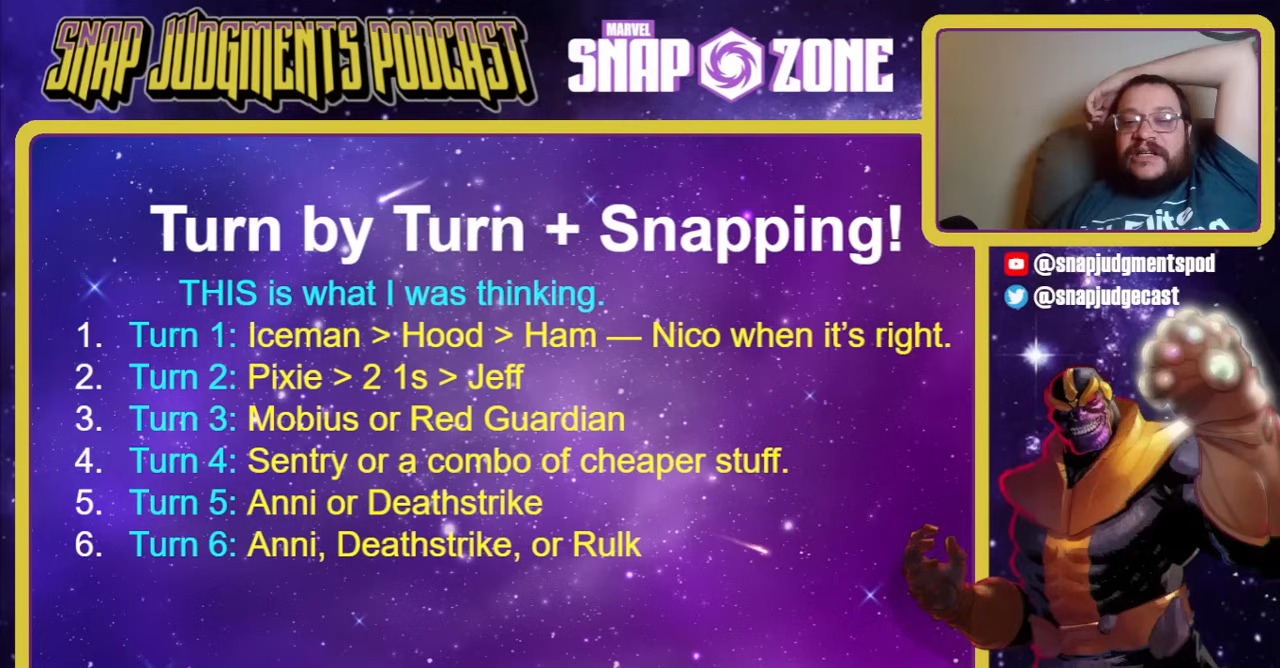 SNAP JUDGMENTS PODCAST
MARVEL
SNAP ZONE
Turn by Turn + Snapping!
THIS is what I was thinking.
1. Turn 1: Iceman > Hood > Ham — Nico when it’s right.
2. Turn 2: Pixie > 2 1s > Jeff
3. Turn 3: Mobius or Red Guardian
4. Turn 4: Sentry or a combo of cheaper stuff.
5. Turn 5: Anni or Deathstrike
6. Turn 6: Anni, Deathstrike, or Rulk
@snapjudgmentspod
@snapjudgecast